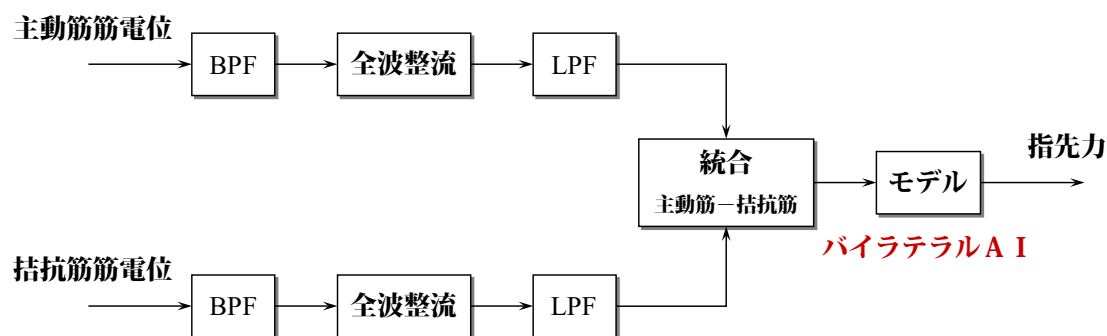 主動筋筋電位
BPF
全波整流
LPF
統合
主動筋－拮抗筋
モデル
指先力
バイラテラルＡＩ
拮抗筋筋電位
BPF
全波整流
LPF